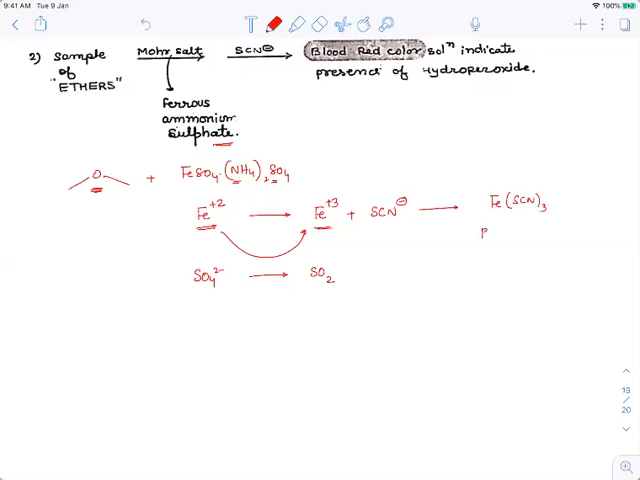 9:41 AM Tue 9 Jan
100%
2) Sample of "ETHERS" Mohr salt SCN⊖ Blood Red color solⁿ indicate
presence of Hydroperoxide.
Ferrous
ammonium
sulphate.
O + FeSO4·(NH4)2SO4
Fe+2 → Fe+3 + SCN⊖ → Fe(SCN)3
SO4 2- → SO2
19
/
20